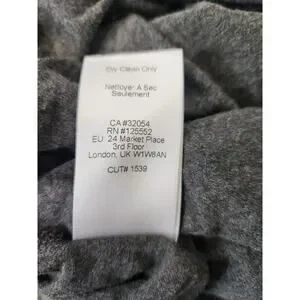 Dry Clean Only
Nettoyer A Sec
Seulement
CA #32054
RN #125552
EU: 24 Market Place
3rd Floor
London, UK W1W8AN
CUT# 1539